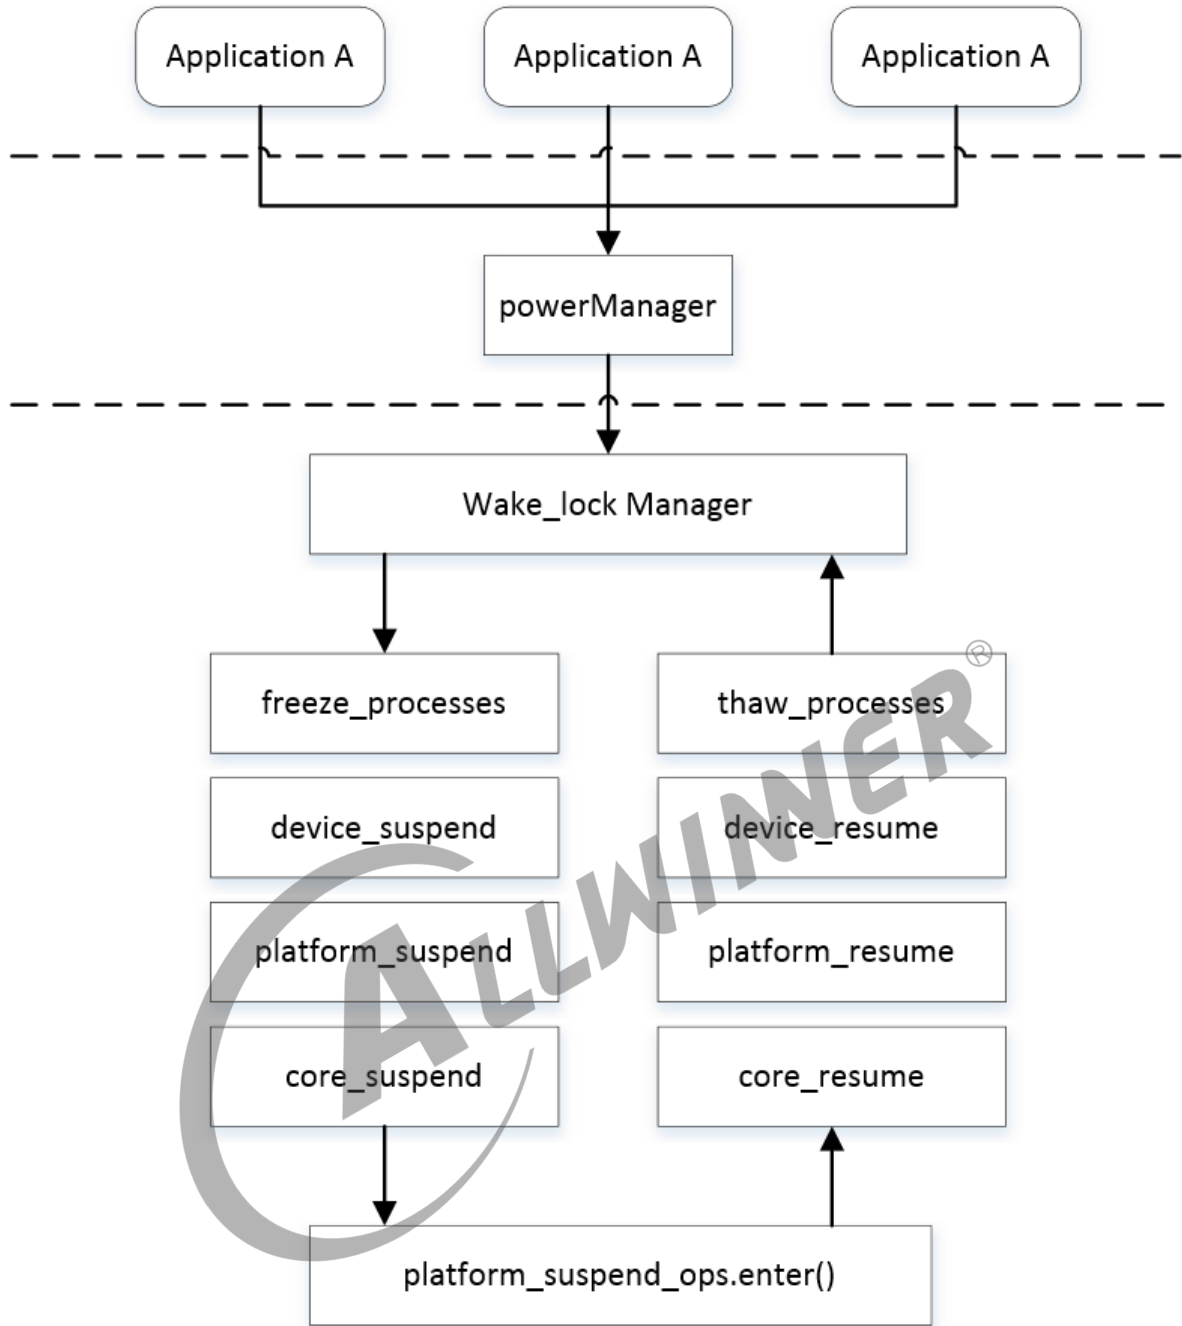 Application A
Application A
Application A
powerManager
Wake_lock Manager
freeze_processes
thaw_processes
device_suspend
device_resume
platform_suspend
platform_resume
core_suspend
core_resume
platform_suspend_ops.enter()
ALLWINNER®